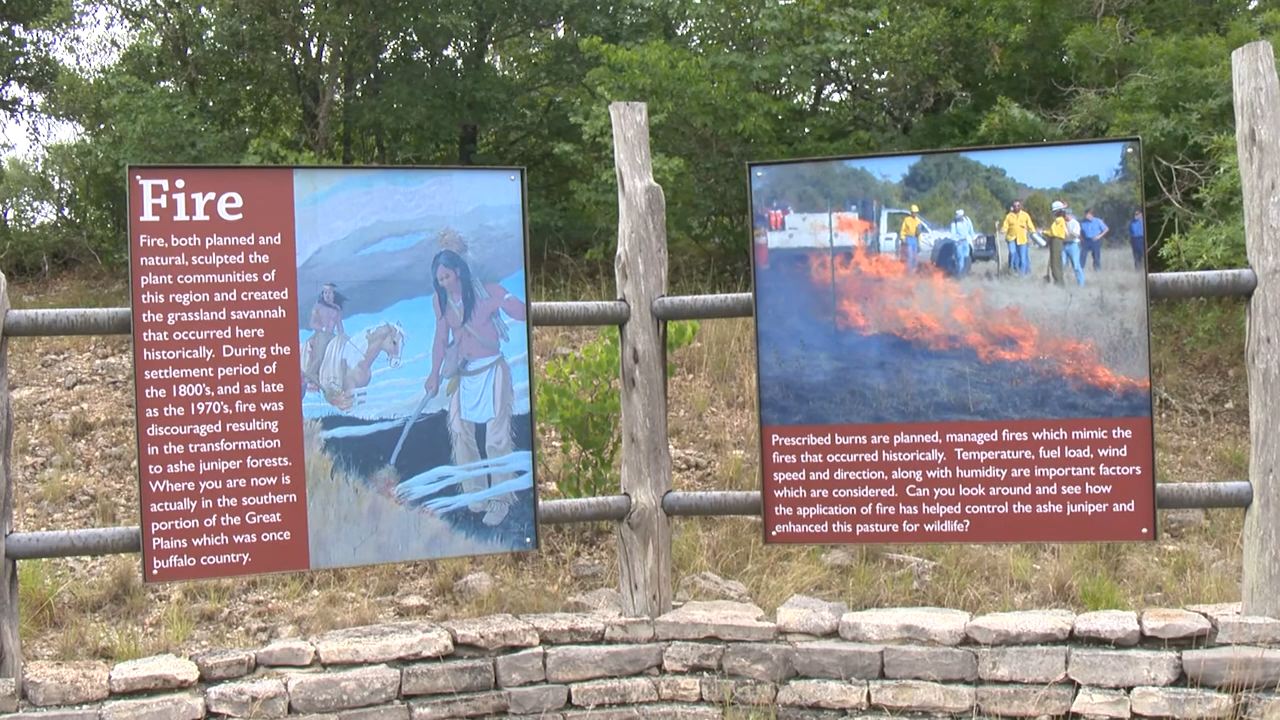 Fire
Fire, both planned and
natural, sculpted the
plant communities of
this region and created
the grassland savannah
that occurred here
historically. During the
settlement period of
the 1800's, and as late
as the 1970's, fire was
discouraged resulting
in the transformation
to ashe juniper forests.
Where you are now is
actually in the southern
portion of the Great
Plains which was once
buffalo country.
Prescribed burns are planned, managed fires which mimic the
fires that occurred historically. Temperature, fuel load, wind
speed and direction, along with humidity are important factors
which are considered. Can you look around and see how
the application of fire has helped control the ashe juniper and
enhanced this pasture for wildlife?